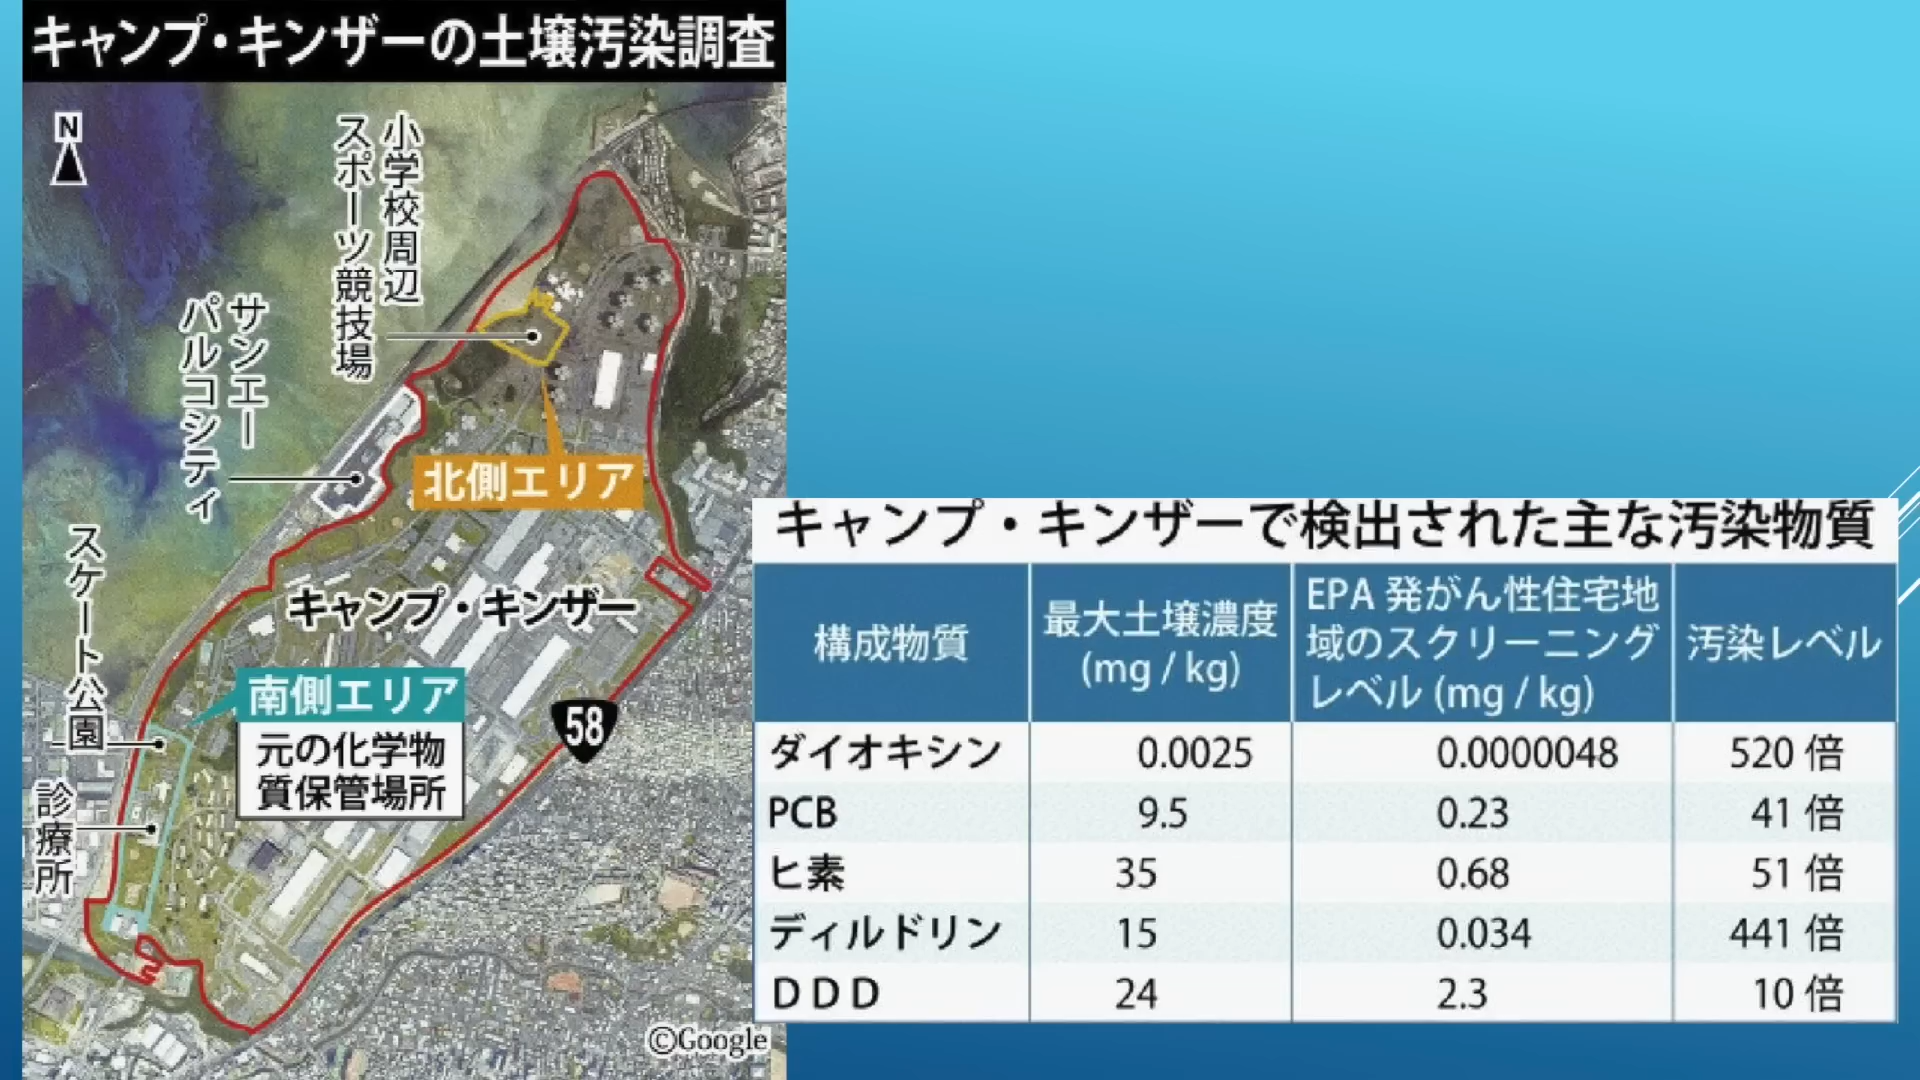 キャンプ・キンザーの土壌汚染調査
N
小学校周辺
スポーツ競技場
サンエー
パルコシティ
北側エリア
スケート公園
キャンプ・キンザー
南側エリア
元の化学物
質保管場所
58
診療所
©Google
キャンプ・キンザーで検出された主な汚染物質
構成物質
最大土壌濃度
(mg / kg)
EPA 発がん性住宅地
域のスクリーニング
レベル (mg / kg)
汚染レベル
ダイオキシン 0.0025 0.0000048 520 倍
PCB 9.5 0.23 41 倍
ヒ素 35 0.68 51 倍
ディルドリン 15 0.034 441 倍
DDD 24 2.3 10 倍